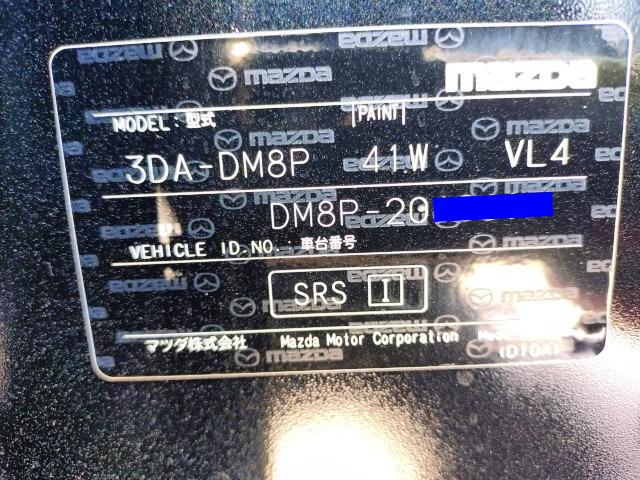 mazda
MODEL：型式 PAINT
3DA-DM8P 41W VL4
DM8P-20
VEHICLE ID.NO.：車台番号
SRS I
マツダ株式会社 Mazda Motor Corporation